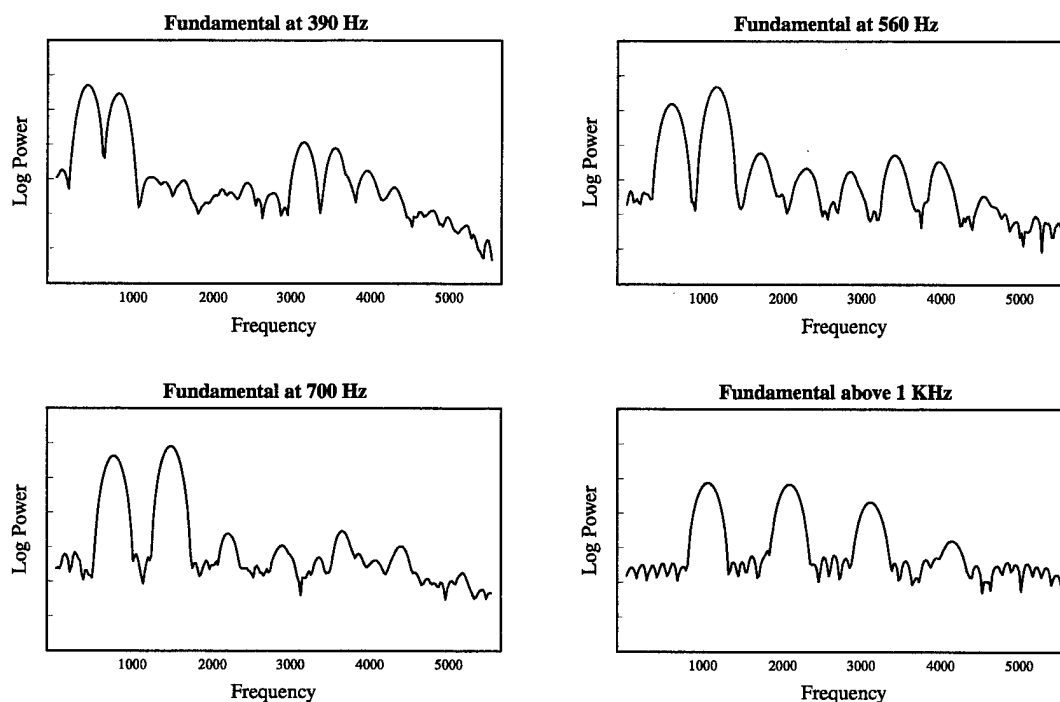 Fundamental at 390 Hz
Log Power
1000 2000 3000 4000 5000
Frequency
Fundamental at 560 Hz
Log Power
1000 2000 3000 4000 5000
Frequency
Fundamental at 700 Hz
Log Power
1000 2000 3000 4000 5000
Frequency
Fundamental above 1 KHz
Log Power
1000 2000 3000 4000 5000
Frequency